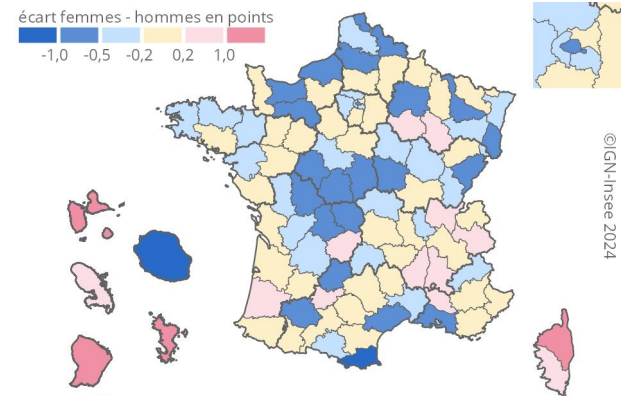 écart femmes - hommes en points
-1,0 -0,5 -0,2 0,2 1,0
©IGN-Insee 2024